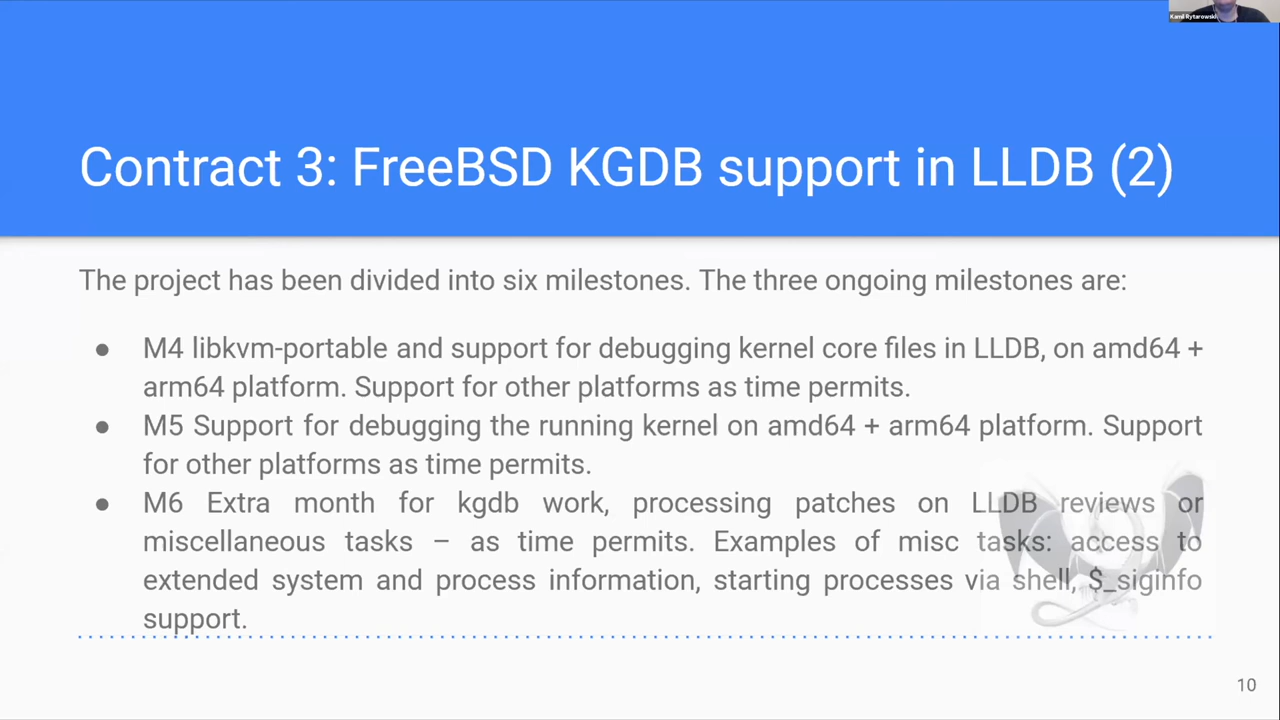 Kamil Rytarowski
Contract 3: FreeBSD KGDB support in LLDB (2)
The project has been divided into six milestones. The three ongoing milestones are:
● M4 libkvm-portable and support for debugging kernel core files in LLDB, on amd64 +
arm64 platform. Support for other platforms as time permits.
● M5 Support for debugging the running kernel on amd64 + arm64 platform. Support
for other platforms as time permits.
● M6 Extra month for kgdb work, processing patches on LLDB reviews or
miscellaneous tasks – as time permits. Examples of misc tasks: access to
extended system and process information, starting processes via shell, $_siginfo
support.
10